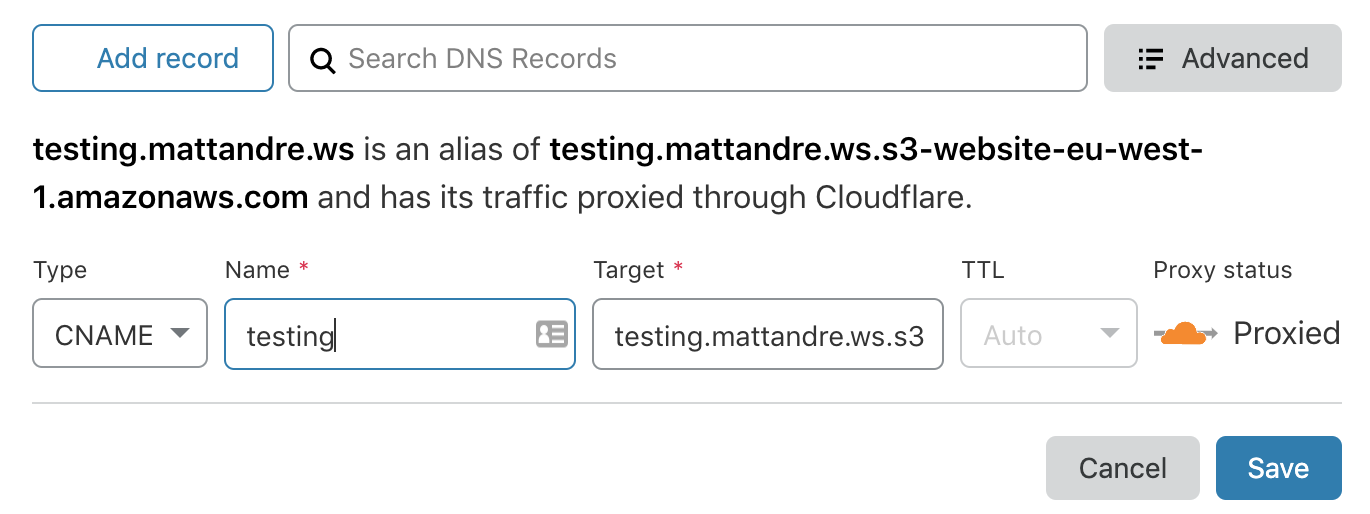 Add record
Search DNS Records
Advanced
testing.mattandre.ws is an alias of testing.mattandre.ws.s3-website-eu-west-
1.amazonaws.com and has its traffic proxied through Cloudflare.
Type Name * Target * TTL Proxy status
CNAME testing testing.mattandre.ws.s3 Auto Proxied
Cancel Save